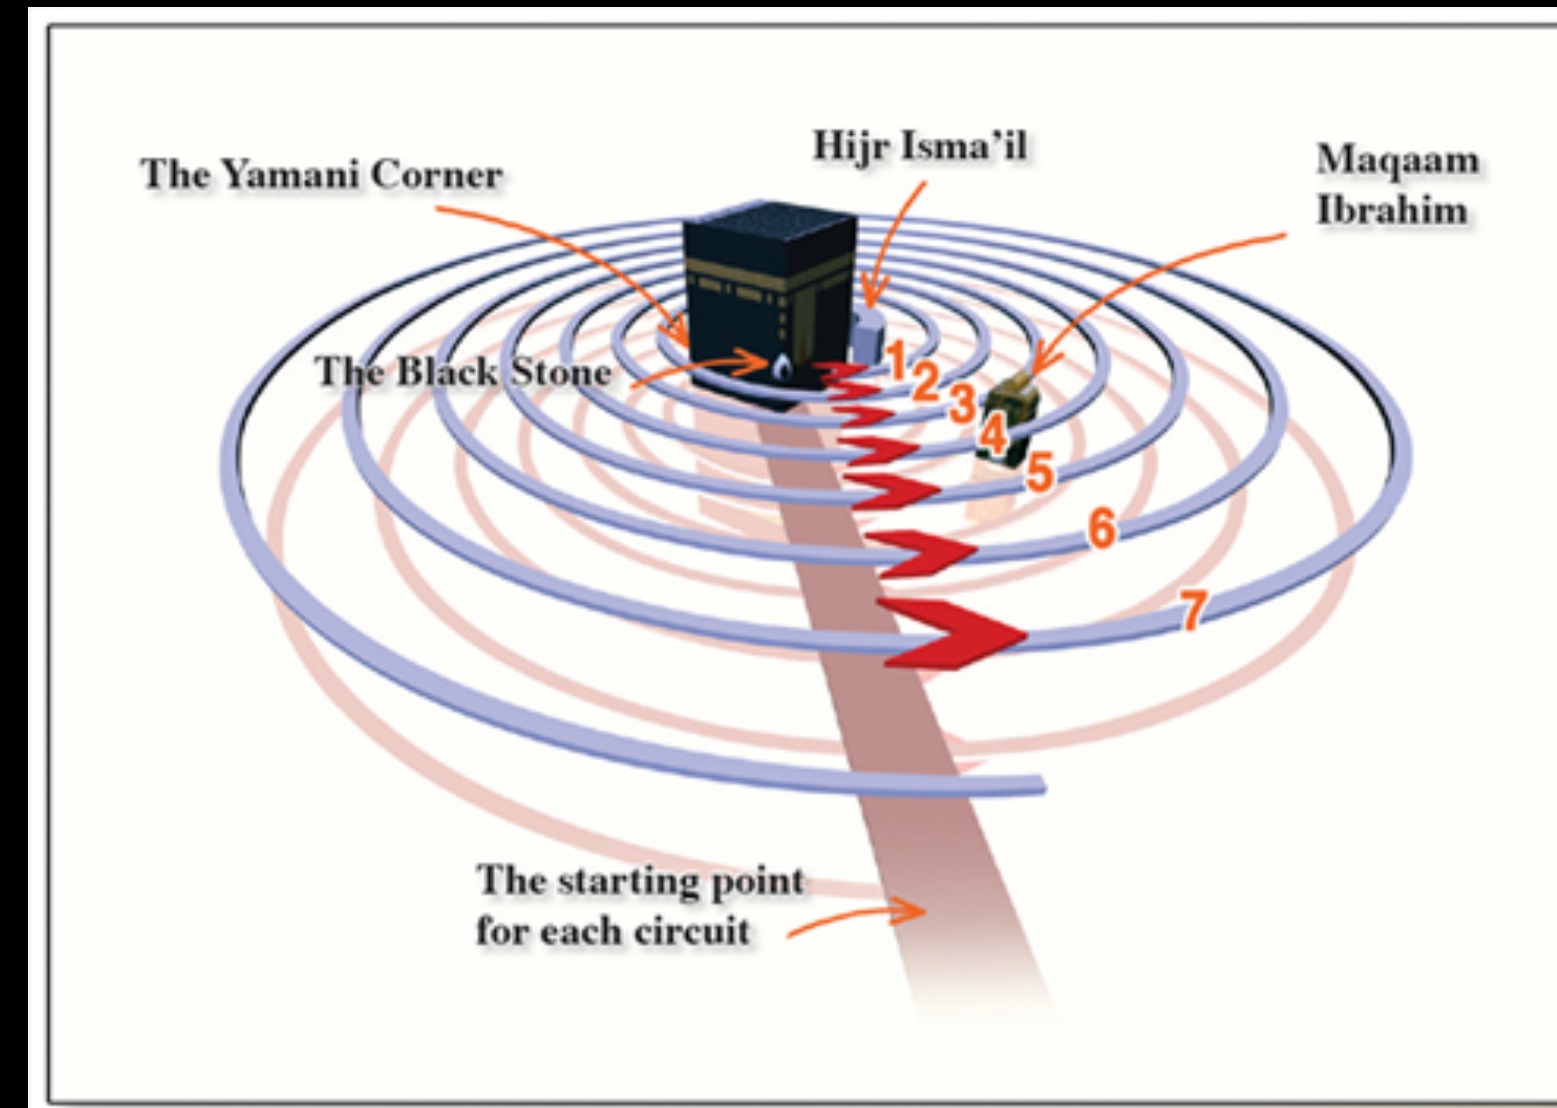 The Yamani Corner
Hijr Isma’il
Maqaam
Ibrahim
The Black Stone
1
2
3
4
5
6
7
The starting point
for each circuit